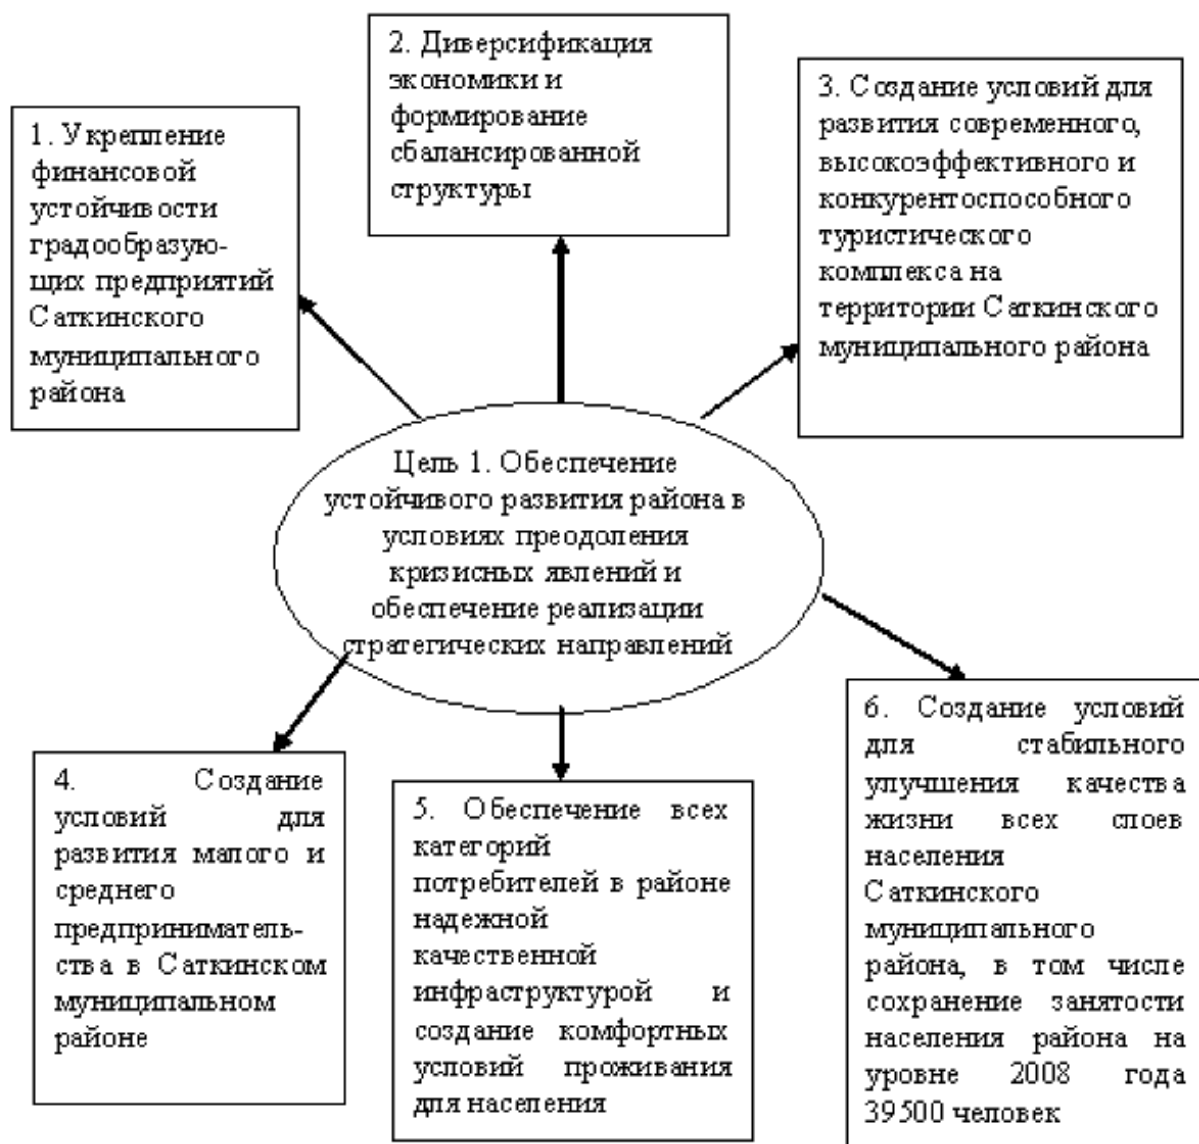 1. Укрепление
финансовой
устойчивости
градообразую-
щих предприятий
Саткинского
муниципального
района
2. Диверсификация
экономики и
формирование
сбалансированной
структуры
3. Создание условий для
развития современного,
высокоэффективного и
конкурентоспособного
туристического
комплекса на
территории Саткинского
муниципального района
Цель 1. Обеспечение
устойчивого развития района в
условиях преодоления
кризисных явлений и
обеспечение реализации
стратегических направлений
4. Создание
условий для
развития малого и
среднего
предприниматель-
ства в Саткинском
муниципальном
районе
5. Обеспечение всех
категорий
потребителей в районе
надежной
качественной
инфраструктурой и
создание комфортных
условий проживания
для населения
6. Создание условий
для стабильного
улучшения качества
жизни всех слоев
населения
Саткинского
муниципального
района, в том числе
сохранение занятости
населения района на
уровне 2008 года
39500 человек